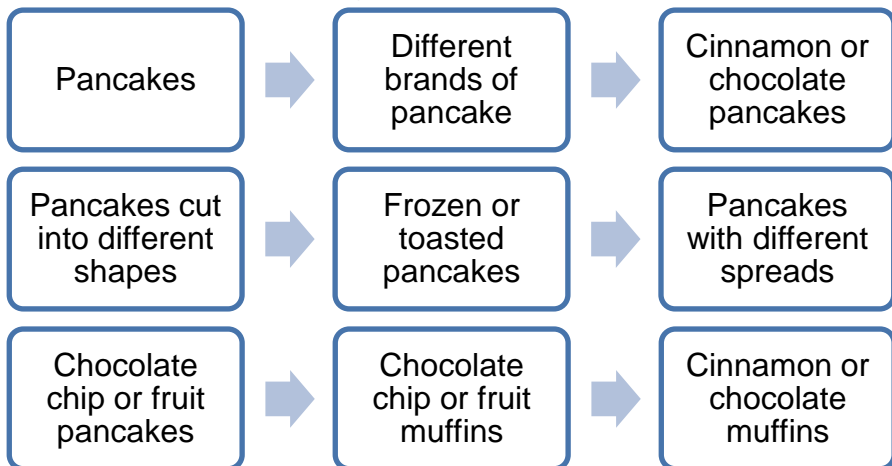 Pancakes
Different
brands of
pancake
Cinnamon or
chocolate
pancakes
Pancakes cut
into different
shapes
Frozen or
toasted
pancakes
Pancakes
with different
spreads
Chocolate
chip or fruit
pancakes
Chocolate
chip or fruit
muffins
Cinnamon or
chocolate
muffins